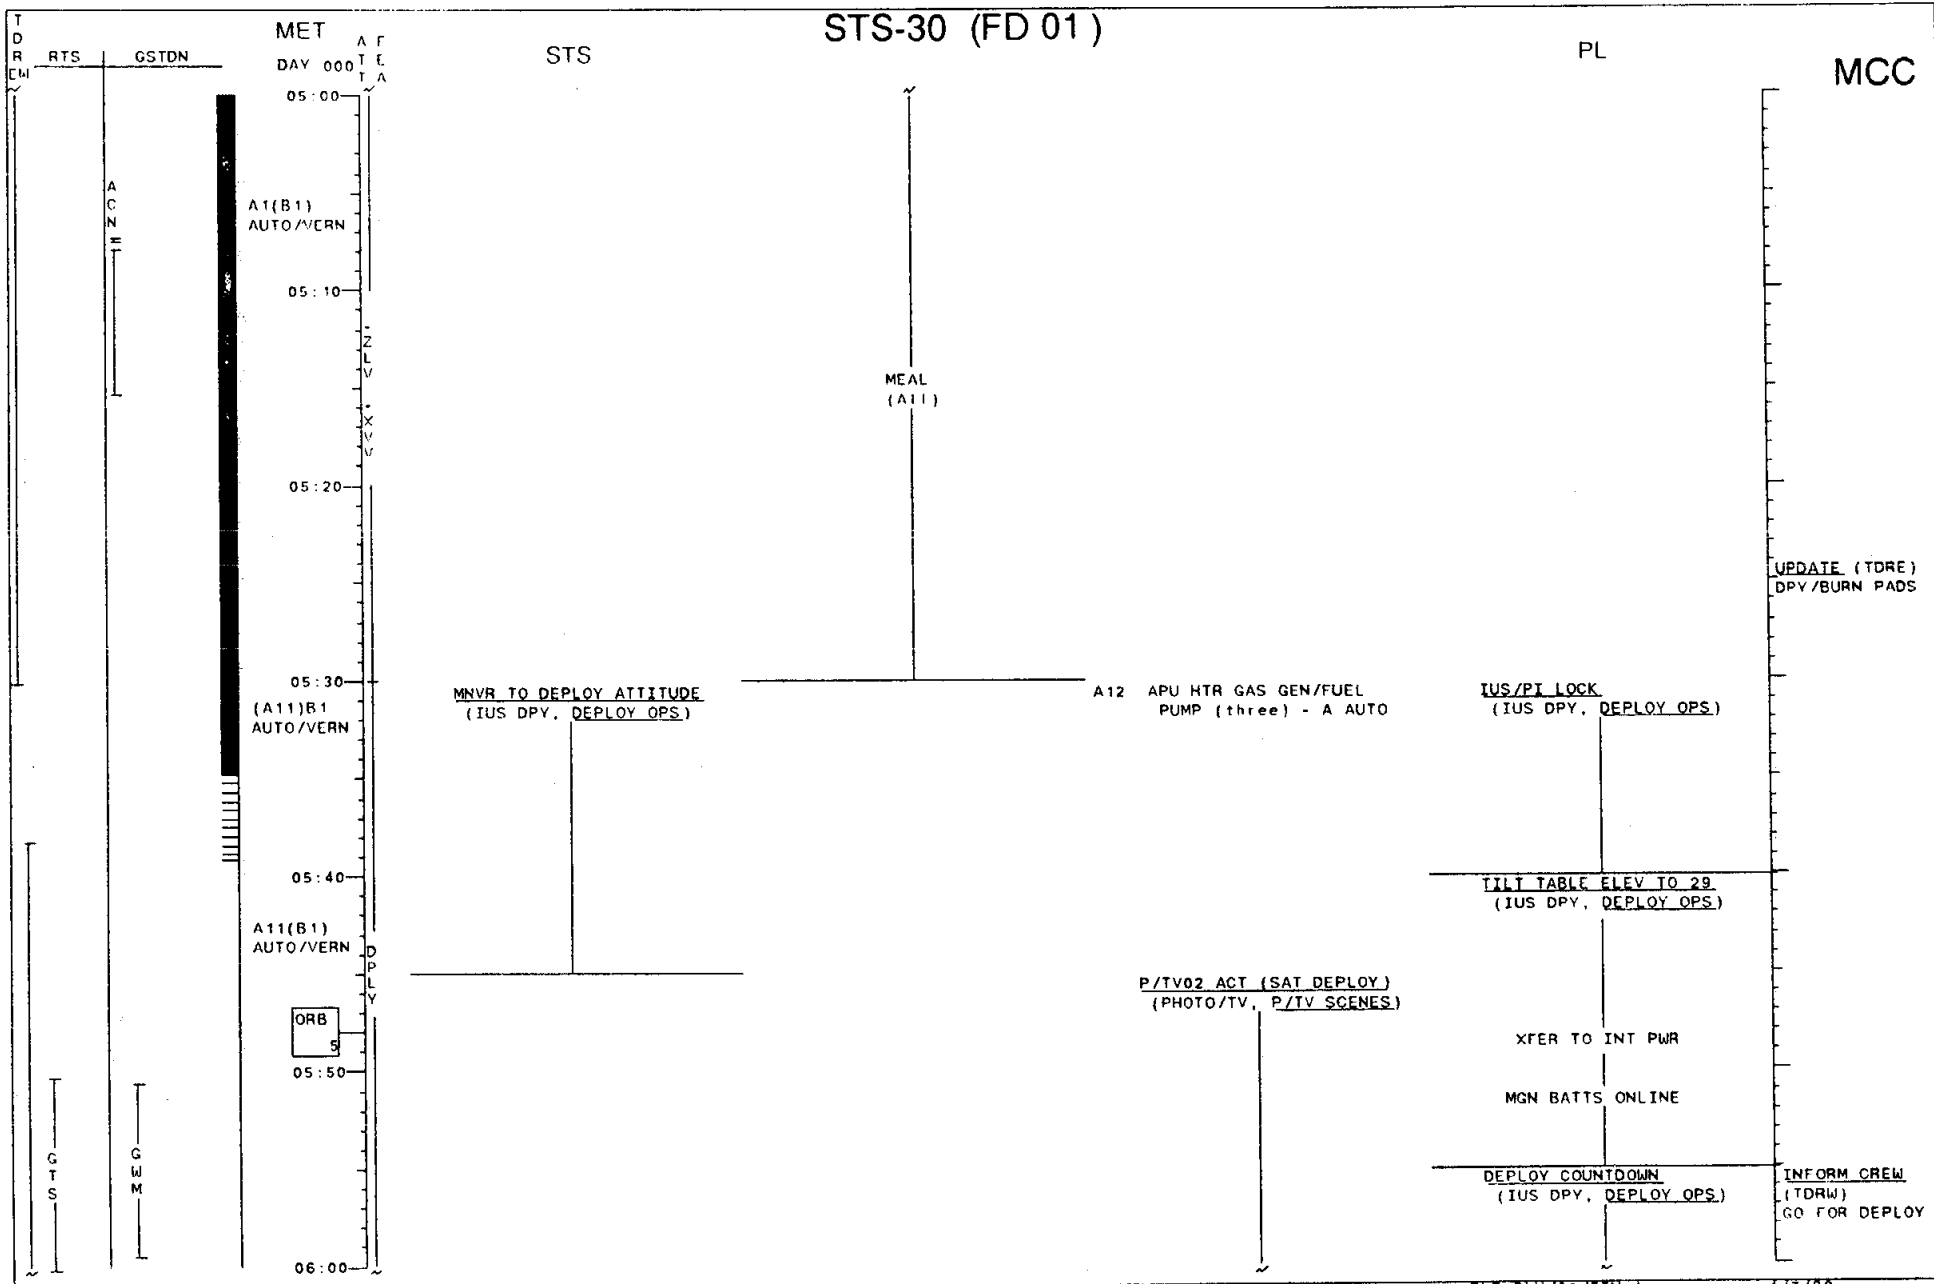 STS-30 (FD 01)
TDR
EW
RTS
GSTDN
MET
DAY 000
ATT
FEA
STS
PL
MCC
05:00
ACN
A1(B1)
AUTO/VERN
05:10
-ZLV -XVV
MEAL
(All)
05:20
UPDATE (TDRE)
DPY/BURN PADS
05:30
MNVR TO DEPLOY ATTITUDE
(IUS DPY, DEPLOY OPS)
A12 APU HTR GAS GEN/FUEL
PUMP (three) - A AUTO
IUS/PI LOCK
(IUS DPY, DEPLOY OPS)
(A11)B1
AUTO/VERN
05:40
TILT TABLE ELEV TO 29
(IUS DPY, DEPLOY OPS)
A11(B1)
AUTO/VERN
DPLY
P/TV02 ACT (SAT DEPLOY)
(PHOTO/TV, P/TV SCENES)
ORB
5
XFER TO INT PWR
05:50
MGN BATTS ONLINE
GTS
GWM
DEPLOY COUNTDOWN
(IUS DPY, DEPLOY OPS)
INFORM CREW
(TDRW)
GO FOR DEPLOY
06:00